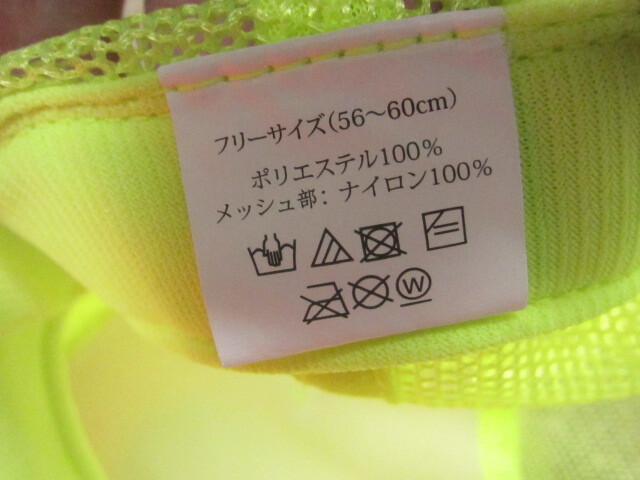 フリーサイズ(56〜60cm)
ポリエステル100%
メッシュ部: ナイロン100%
W